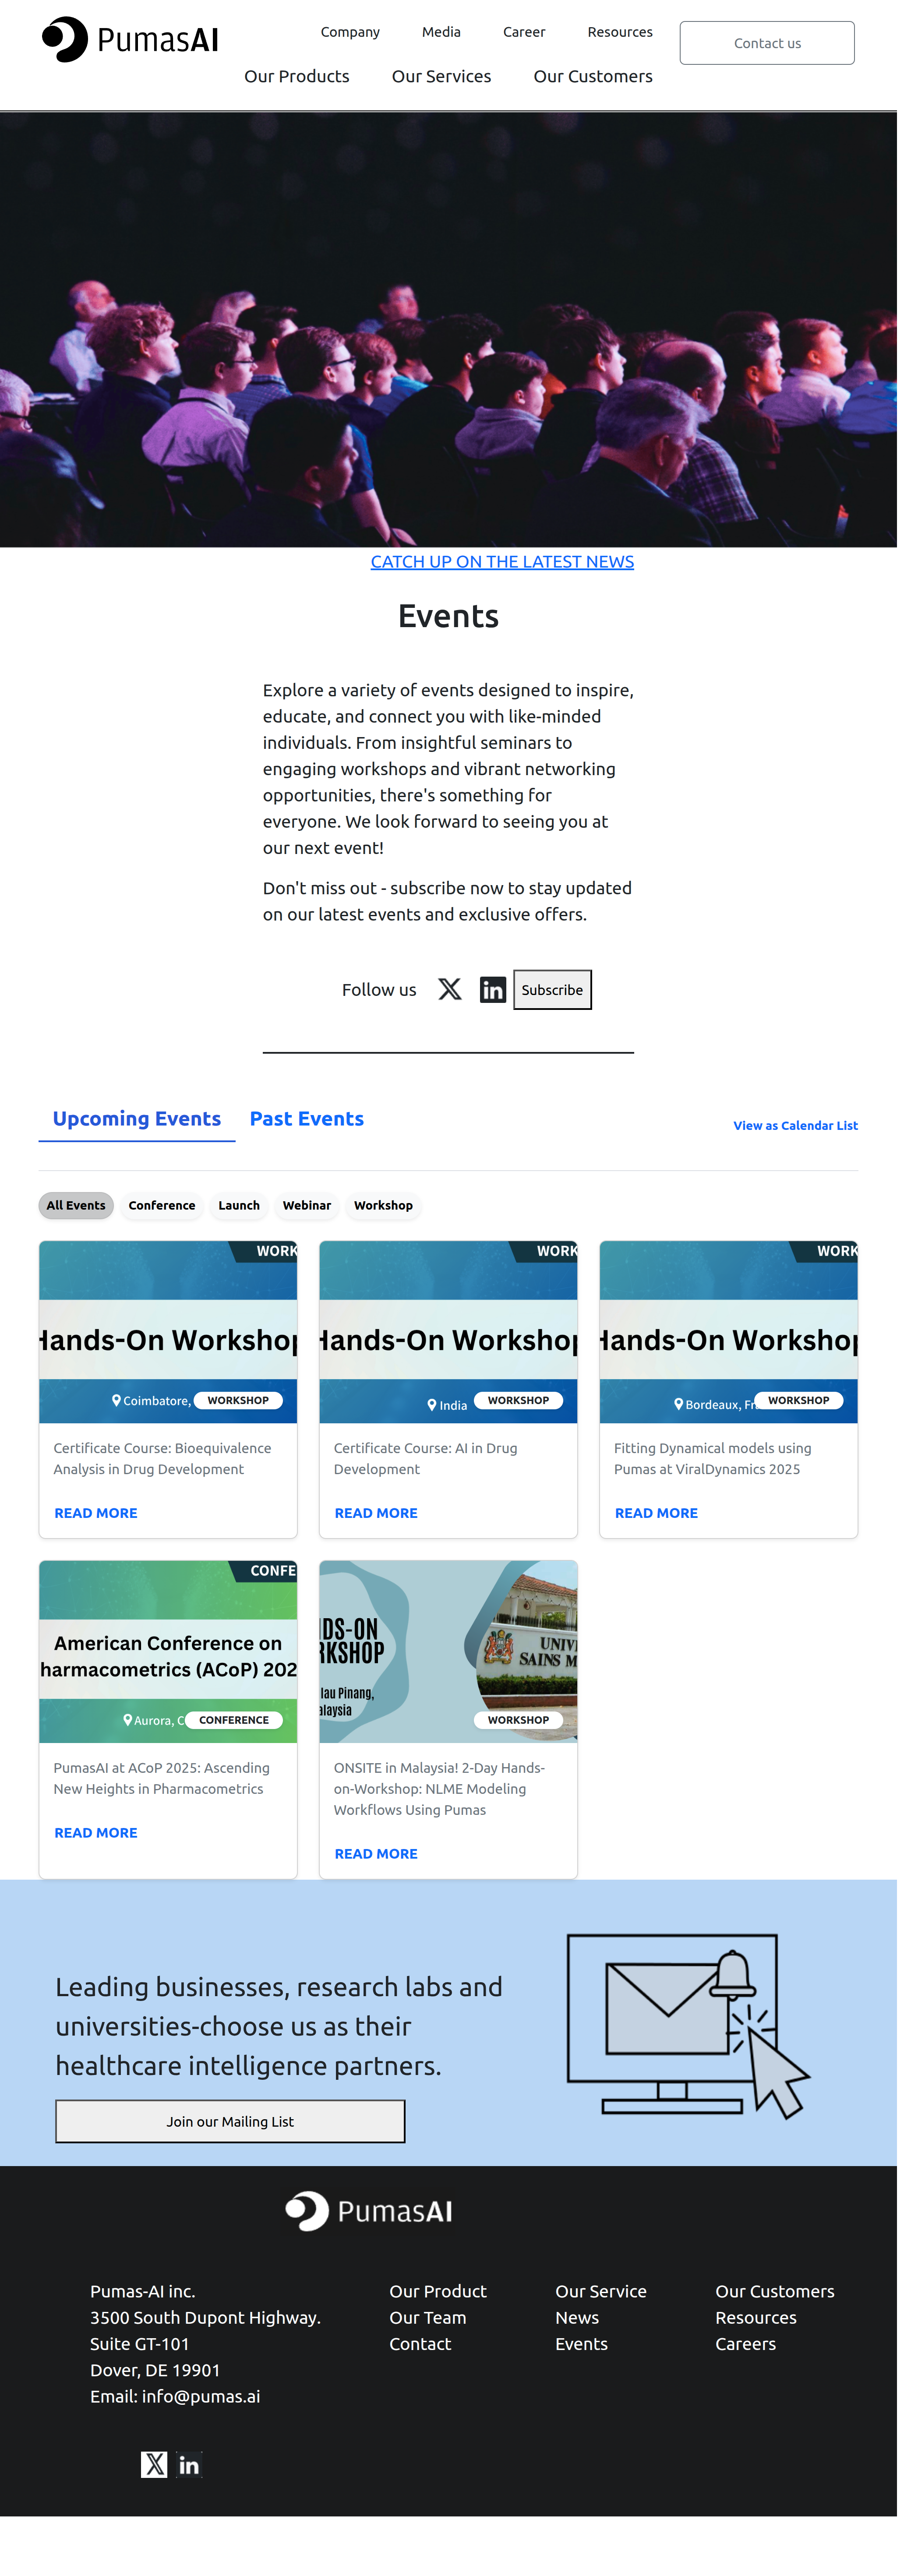 PumasAI
Company Media Career Resources
Contact us
Our Products Our Services Our Customers
CATCH UP ON THE LATEST NEWS
Events
Explore a variety of events designed to inspire,
educate, and connect you with like-minded
individuals. From insightful seminars to
engaging workshops and vibrant networking
opportunities, there's something for
everyone. We look forward to seeing you at
our next event!
Don't miss out - subscribe now to stay updated
on our latest events and exclusive offers.
Follow us
Subscribe
Upcoming Events Past Events
View as Calendar List
All Events Conference Launch Webinar Workshop
WORK
Hands-On Workshop
Coimbatore,
WORKSHOP
Certificate Course: Bioequivalence
Analysis in Drug Development
READ MORE
WORK
Hands-On Workshop
India
WORKSHOP
Certificate Course: AI in Drug
Development
READ MORE
WORK
Hands-On Workshop
Bordeaux, Fr
WORKSHOP
Fitting Dynamical models using
Pumas at ViralDynamics 2025
READ MORE
CONFE
American Conference on
harmacometrics (ACoP) 202
Aurora, C
CONFERENCE
PumasAI at ACoP 2025: Ascending
New Heights in Pharmacometrics
READ MORE
DS-ON
RKSHOP
lau Pinang,
alaysia
UNIV
SAINS M
WORKSHOP
ONSITE in Malaysia! 2-Day Hands-
on-Workshop: NLME Modeling
Workflows Using Pumas
READ MORE
Leading businesses, research labs and
universities-choose us as their
healthcare intelligence partners.
Join our Mailing List
PumasAI
Pumas-AI inc.
3500 South Dupont Highway.
Suite GT-101
Dover, DE 19901
Email: info@pumas.ai
Our Product
Our Team
Contact
Our Service
News
Events
Our Customers
Resources
Careers